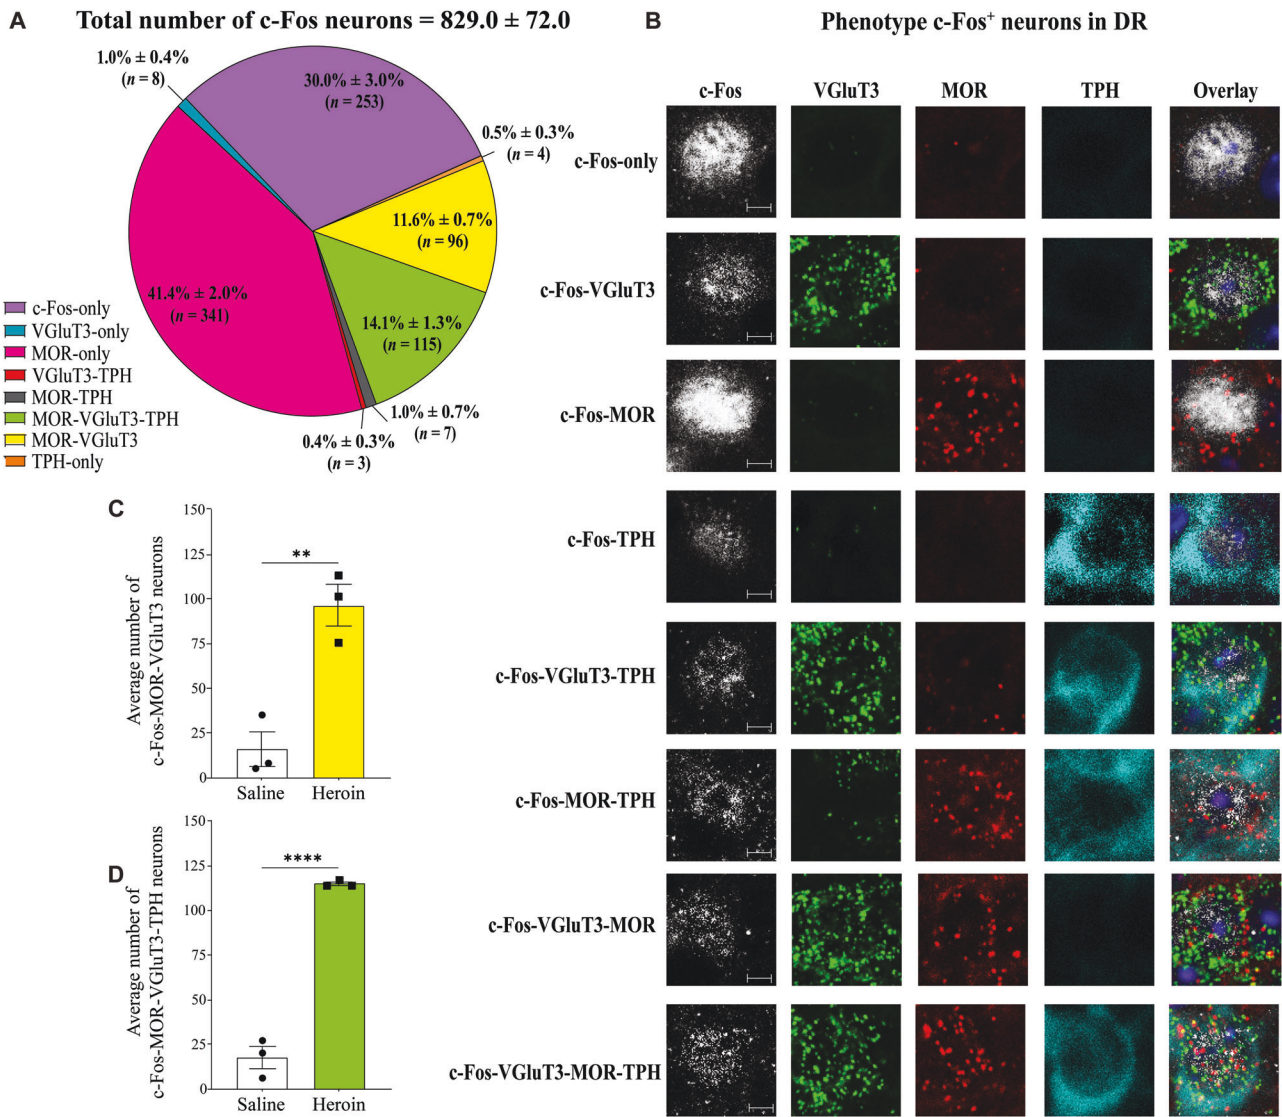 A
Total number of c-Fos neurons = 829.0 ± 72.0
1.0% ± 0.4%
(n = 8)
30.0% ± 3.0%
(n = 253)
0.5% ± 0.3%
(n = 4)
11.6% ± 0.7%
(n = 96)
41.4% ± 2.0%
(n = 341)
14.1% ± 1.3%
(n = 115)
1.0% ± 0.7%
(n = 7)
0.4% ± 0.3%
(n = 3)
c-Fos-only
VGluT3-only
MOR-only
VGluT3-TPH
MOR-TPH
MOR-VGluT3-TPH
MOR-VGluT3
TPH-only
B
Phenotype c-Fos⁺ neurons in DR
c-Fos VGluT3 MOR TPH Overlay
c-Fos-only
c-Fos-VGluT3
c-Fos-MOR
c-Fos-TPH
c-Fos-VGluT3-TPH
c-Fos-MOR-TPH
c-Fos-VGluT3-MOR
c-Fos-VGluT3-MOR-TPH
C
Average number of
c-Fos-MOR-VGluT3 neurons
150
125
100
75
50
25
0
**
Saline Heroin
D
Average number of
c-Fos-MOR-VGluT3-TPH neurons
150
125
100
75
50
25
0
****
Saline Heroin